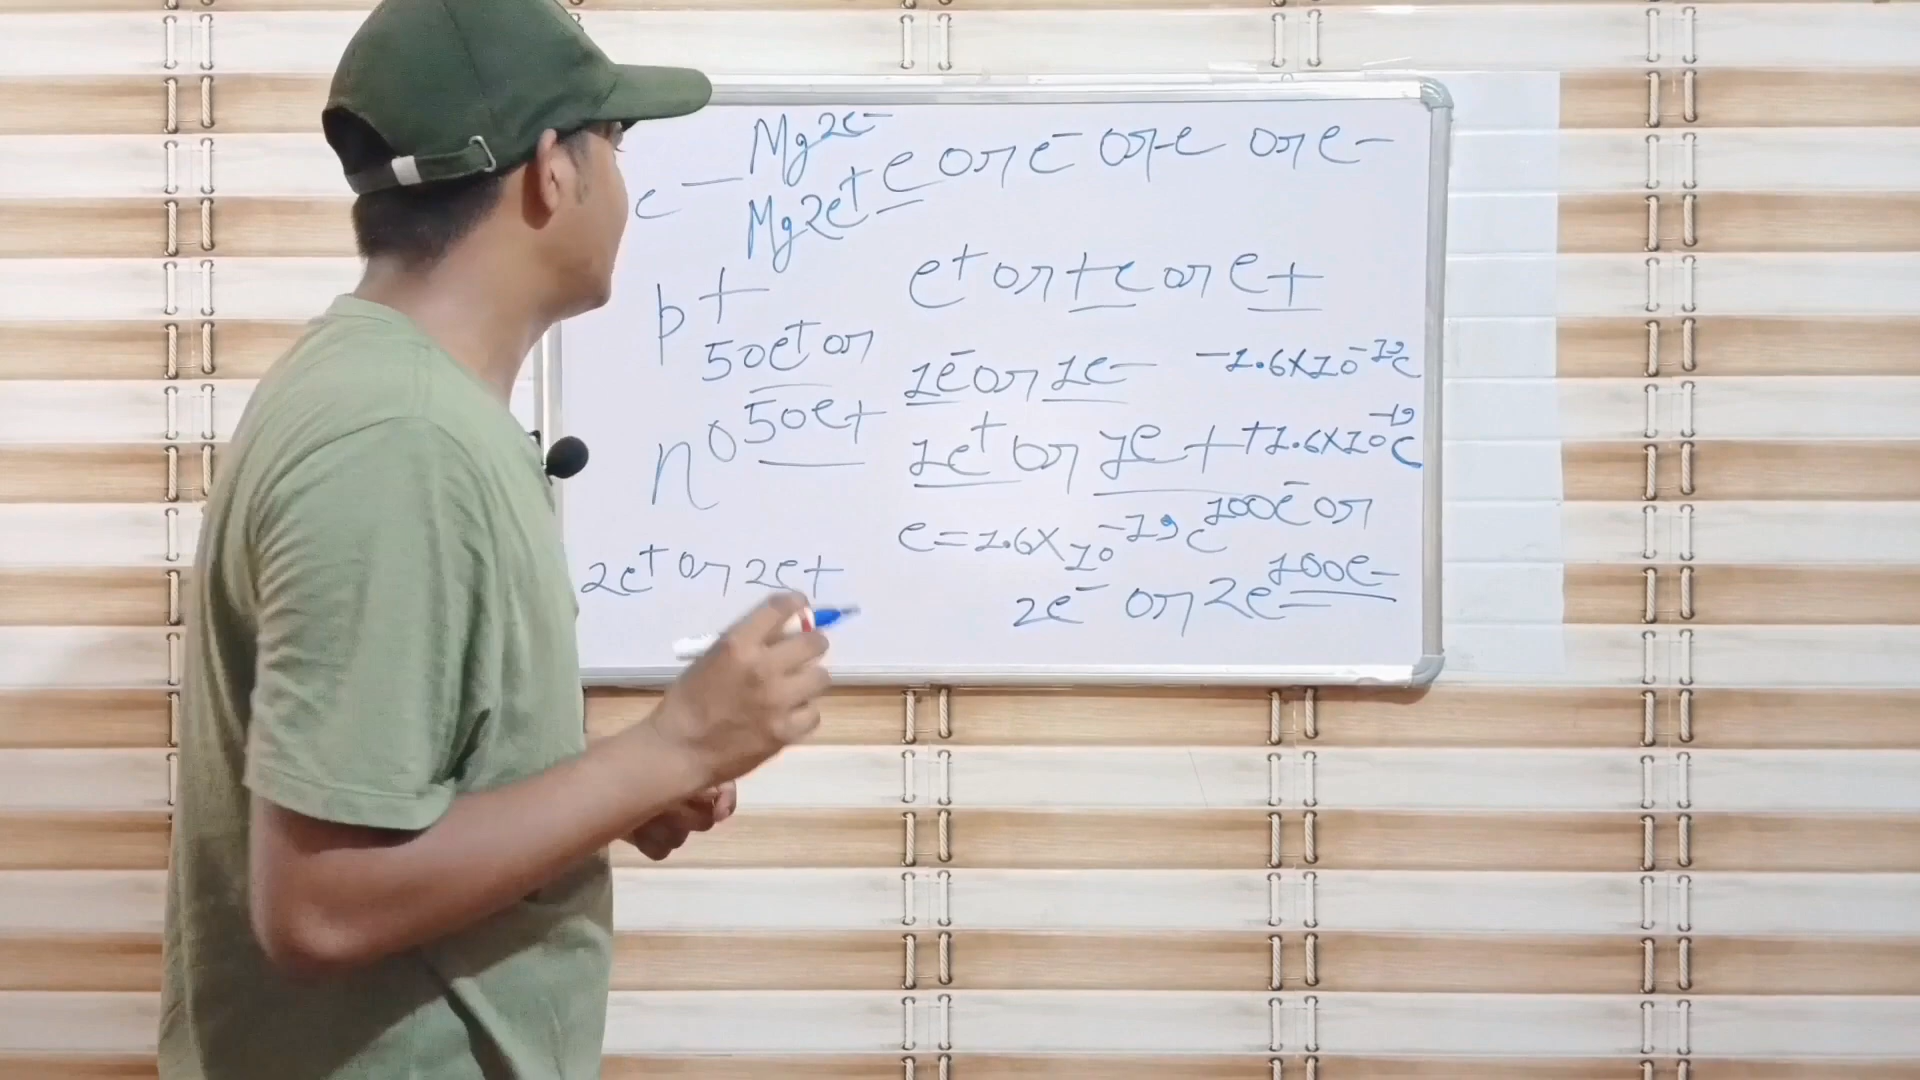 Mg2e-
e- Mg2e+ e or e- or -e or e-
p+ e+ or +e or e+
50e+ or
50e+
1e- or 1e- -1.6x10-19c
n0 1e+ or 1e+ +1.6x10-19c
e=1.6x10-19c 100e- or
100e-
2e+ or 2e+ 2e- or 2e-